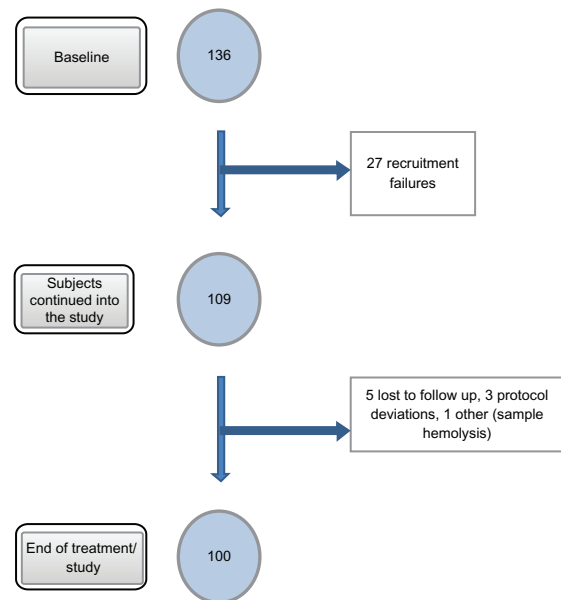 Baseline
136
27 recruitment
failures
Subjects
continued into
the study
109
5 lost to follow up, 3 protocol
deviations, 1 other (sample
hemolysis)
End of treatment/
study
100